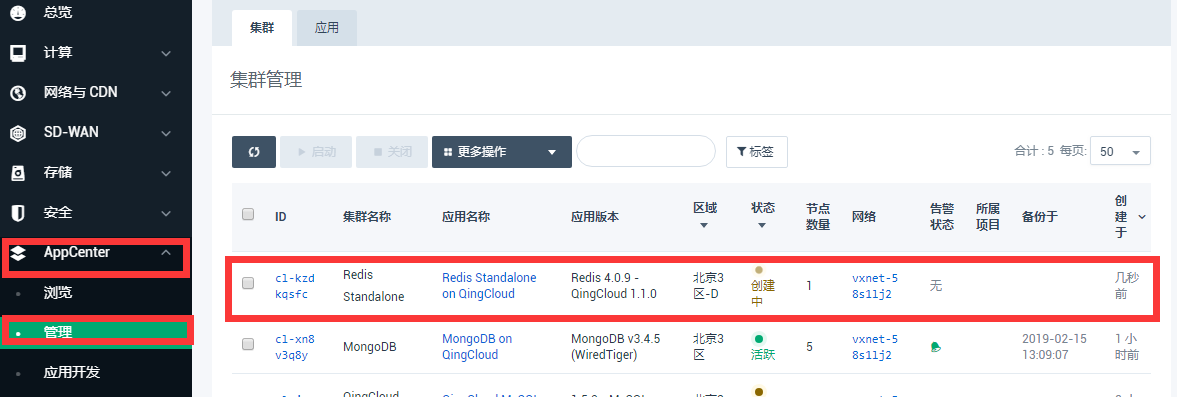 总览
计算
网络与 CDN
SD-WAN
存储
安全
AppCenter
浏览
管理
应用开发
集群 应用
集群管理
启动 关闭 更多操作 标签 合计 : 5 每页: 50
ID 集群名称 应用名称 应用版本 区域 状态 节点数量 网络 告警状态 所属项目 备份于 创建于
cl-kzd Redis Redis Standalone Redis 4.0.9 - 北京3 创建 1 vxnet-5 无 几秒
kqsfc Standalone on QingCloud QingCloud 1.1.0 区-D 中 8s11j2 前
cl-xn8 MongoDB MongoDB on MongoDB v3.4.5 北京3 活跃 5 vxnet-5 2019-02-15 1 小
v3q8y QingCloud (WiredTiger) 区 8s11j2 13:09:07 时前
QingCloud